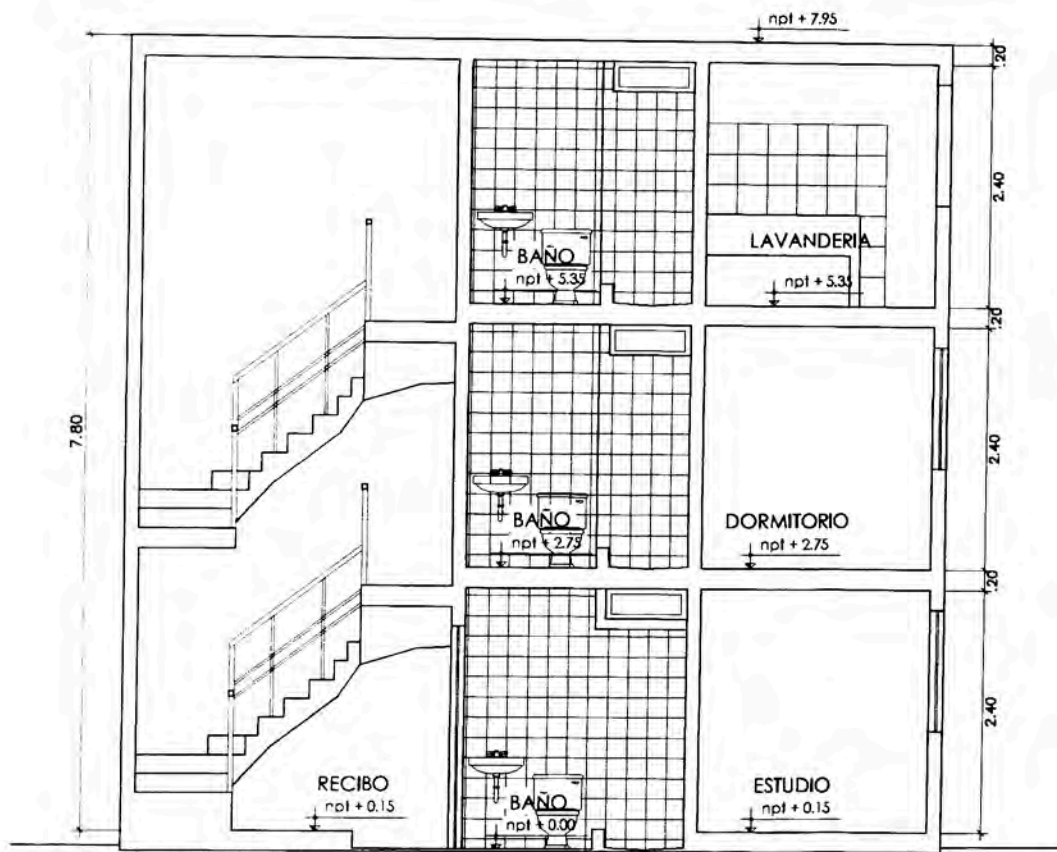 npt + 7.95
.20
2.40
LAVANDERIA
BAÑO
npt + 5.35
npt + 5.35
.20
7.80
2.40
BAÑO
npt + 2.75
DORMITORIO
npt + 2.75
.20
2.40
RECIBO
npt + 0.15
BAÑO
npt + 0.00
ESTUDIO
npt + 0.15